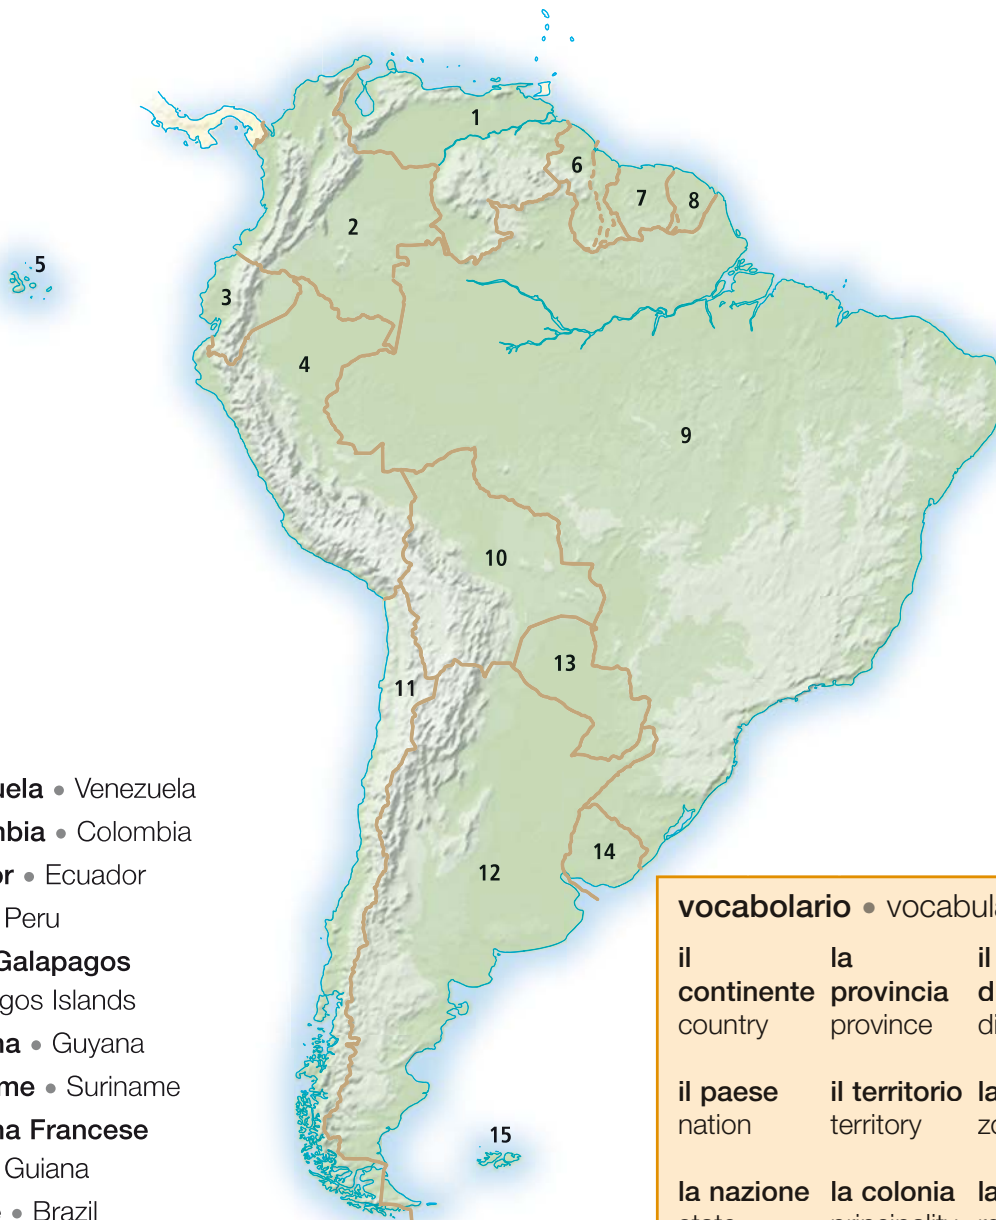 1
6
7
8
2
5
3
4
9
10
13
11
14
12
15
uela • Venezuela
nbia • Colombia
or • Ecuador
Peru
Galapagos
gos Islands
na • Guyana
me • Suriname
na Francese
Guiana
e • Brazil
vocabolario • vocabula
il
continente
country
la
provincia
province
il
d
di
il paese
nation
il territorio
territory
la
zo
la nazione
la colonia
la